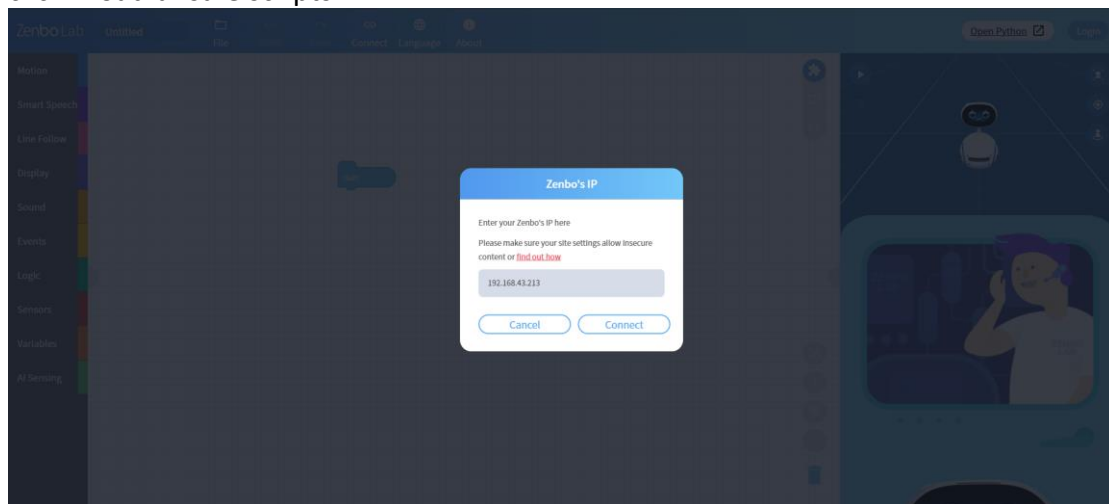 Zenbo Lab
Untitled
File
Connect
Language
About
Open Python
Login
Motion
Smart Speech
Line Follow
Display
Sound
Events
Logic
Sensors
Variables
AI Sensing
Zenbo's IP
Enter your Zenbo's IP here
Please make sure your site settings allow insecure
content or find out how
192.168.43.213
Cancel
Connect